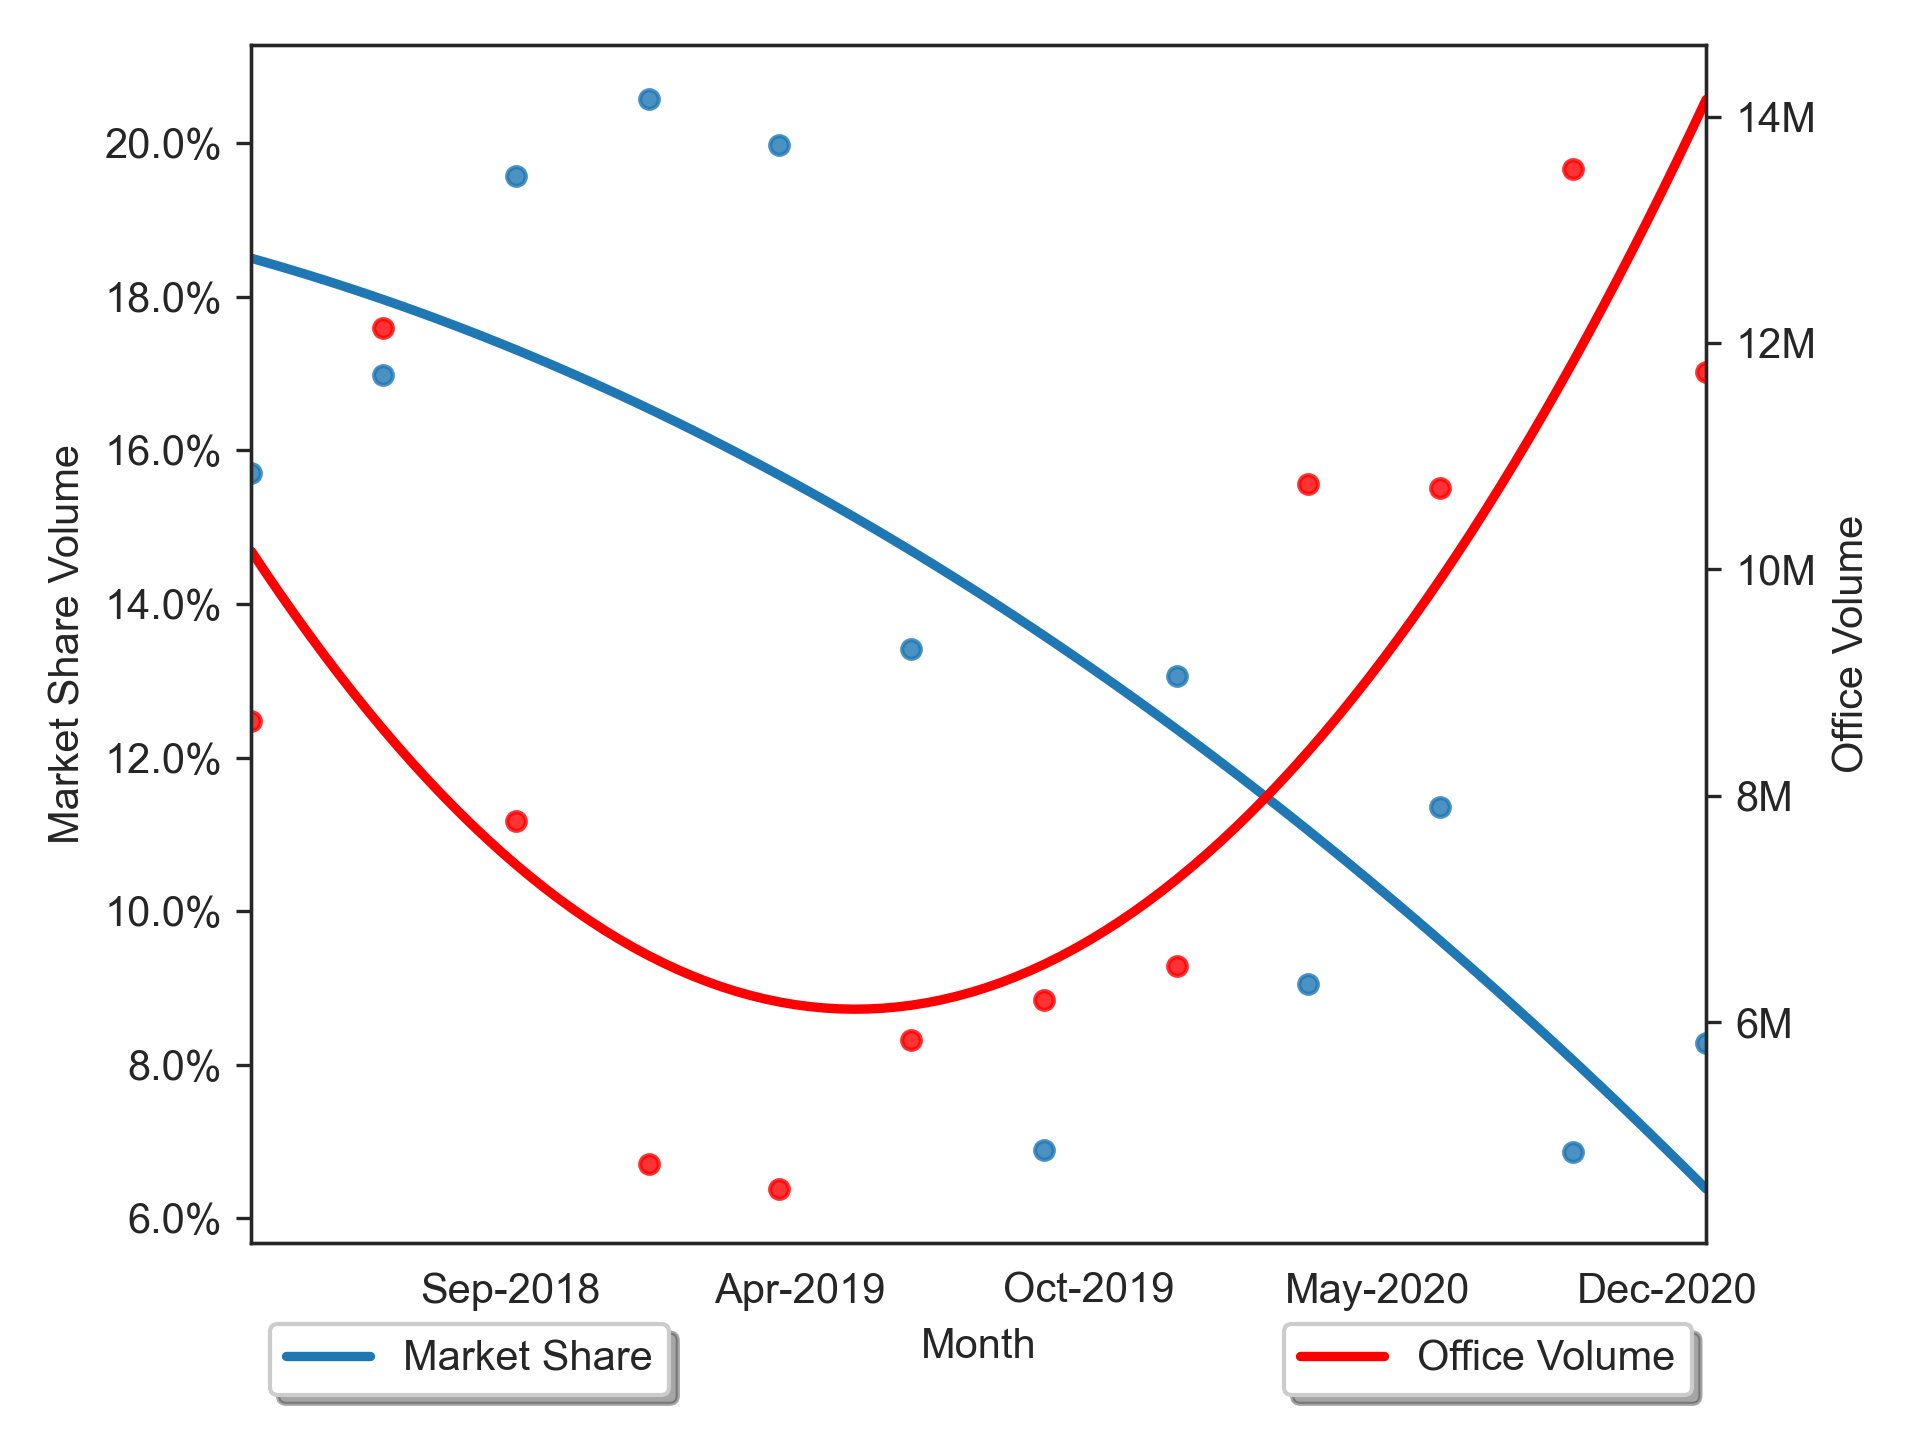 20.0%
18.0%
16.0%
14.0%
12.0%
10.0%
8.0%
6.0%
Market Share Volume
14M
12M
10M
8M
6M
Office Volume
Sep-2018 Apr-2019 Oct-2019 May-2020 Dec-2020
Month
Market Share
Office Volume